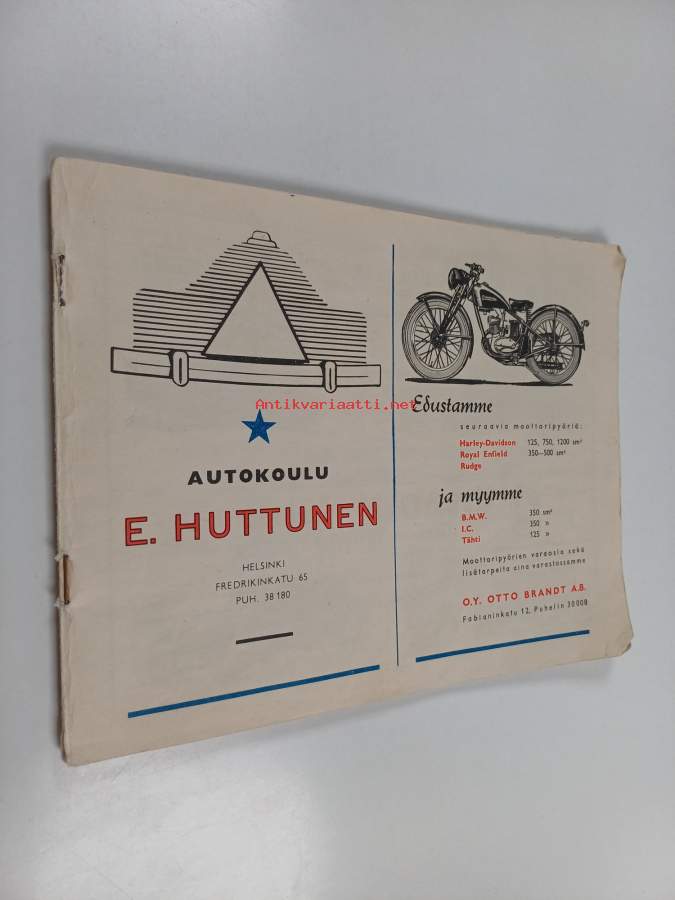 AUTOKOULU
E. HUTTUNEN
HELSINKI
FREDRIKINKATU 65
PUH. 38 180
Edustamme
seuraavia moottoripyöriä:
Harley-Davidson 125, 750, 1200 sm³
Royal Enfield 350—500 sm³
Rudge
ja myymme
B.M.W. 350 sm³
I.C. 350 »
Tähti 125 »
Moottoripyörien varaosia sekä
lisätarpeita aina varastossamme
O.Y. OTTO BRANDT A.B.
Fabianinkatu 12, Puhelin 30 008
Antikvariaatti.net